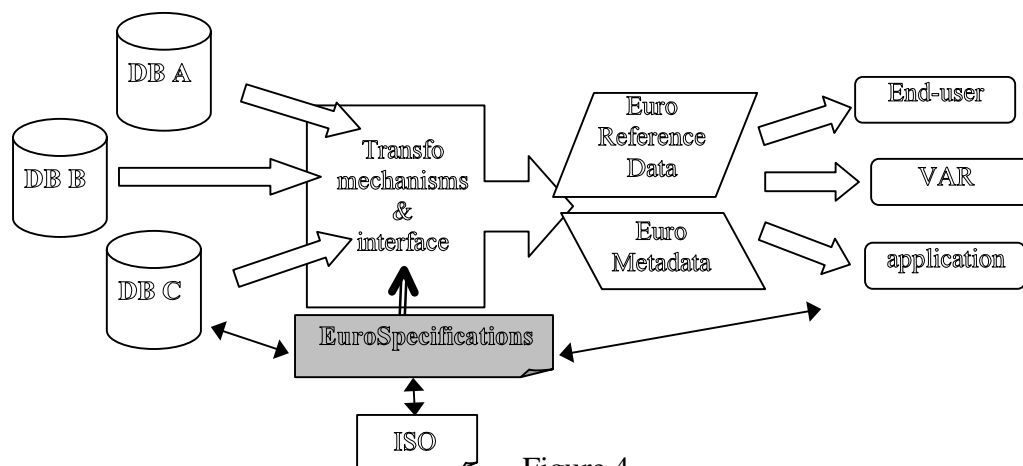 DB A
DB B
DB C
Transfo
mechanisms
&
interface
Euro
Reference
Data
Euro
Metadata
End-user
VAR
application
EuroSpecifications
ISO
Figure 4